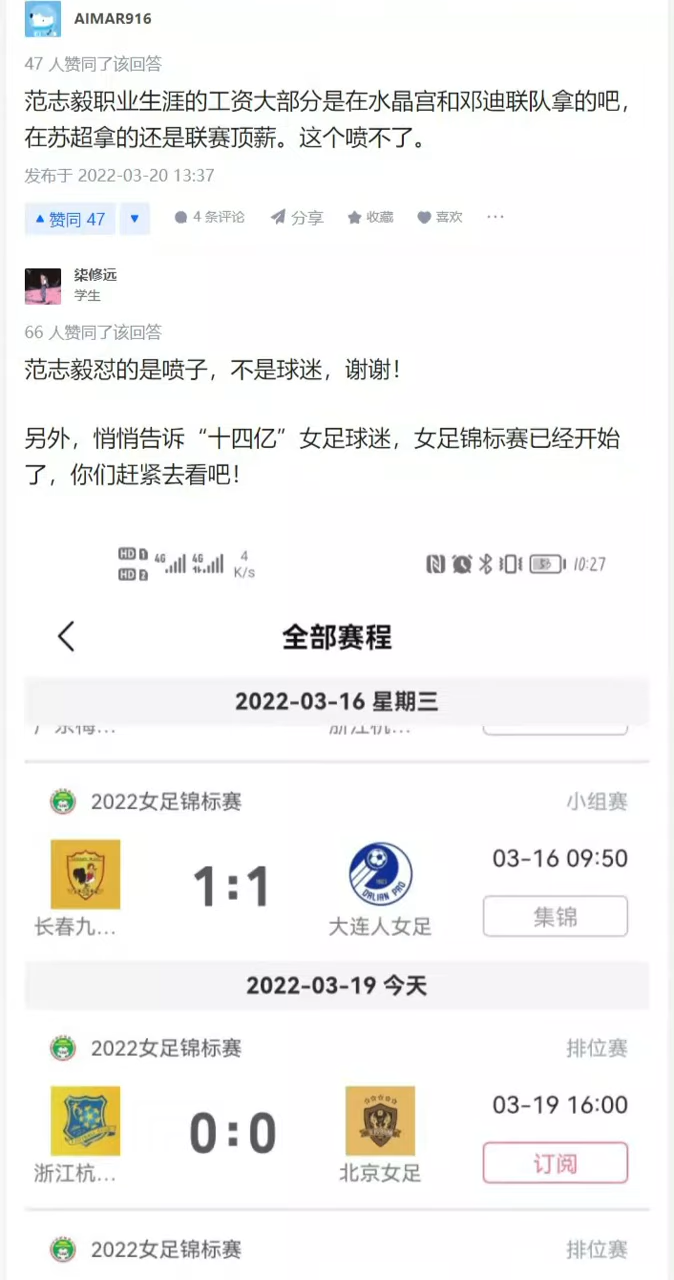 AIMAR916
47 人赞同了该回答
范志毅职业生涯的工资大部分是在水晶宫和邓迪联队拿的吧，
在苏超拿的还是联赛顶薪。这个喷不了。
发布于 2022-03-20 13:37
赞同 47
4 条评论
分享
收藏
喜欢
柒修远
学生
66 人赞同了该回答
范志毅怼的是喷子，不是球迷，谢谢！
另外，悄悄告诉“十四亿”女足球迷，女足锦标赛已经开始
了，你们赶紧去看吧！
HD 1
HD 2
4G
4G
4
K/s
10:27
全部赛程
2022-03-16 星期三
2022女足锦标赛
小组赛
1:1
03-16 09:50
长春九...
大连人女足
集锦
DALIAN PRO
2022-03-19 今天
2022女足锦标赛
排位赛
0:0
03-19 16:00
浙江杭...
北京女足
订阅
2022女足锦标赛
排位赛